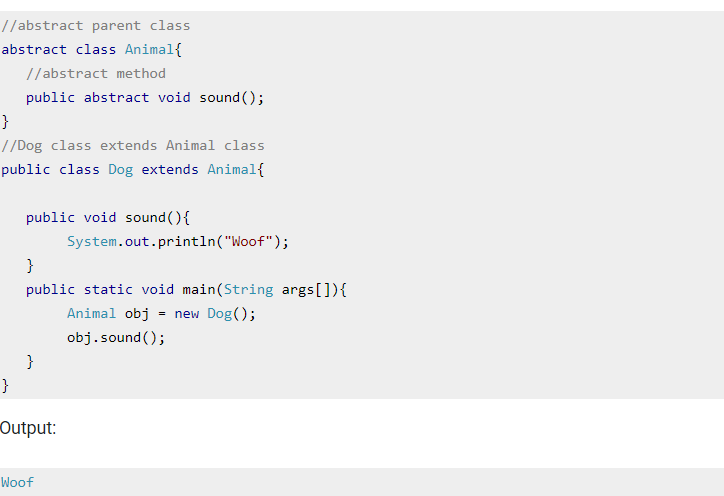 //abstract parent class
abstract class Animal{
   //abstract method
   public abstract void sound();
}
//Dog class extends Animal class
public class Dog extends Animal{

   public void sound(){
        System.out.println("Woof");
   }
   public static void main(String args[]){
        Animal obj = new Dog();
        obj.sound();
   }
}
Output:
Woof